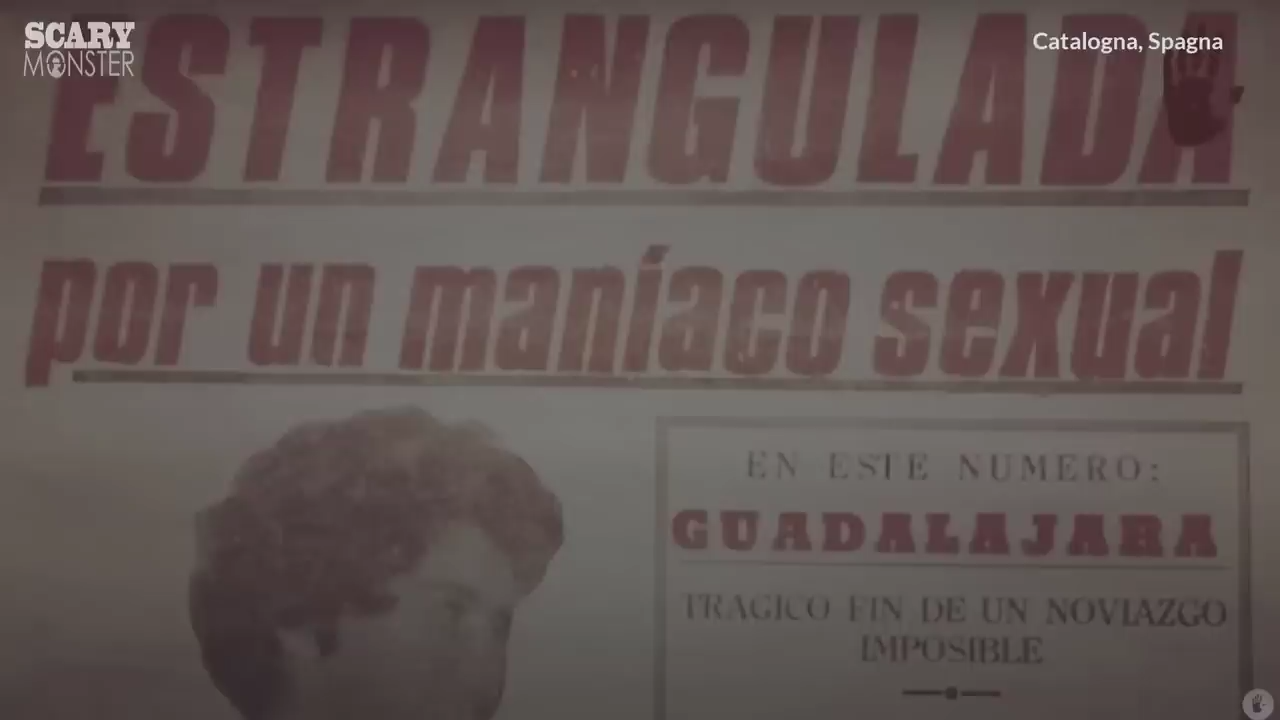 SCARY
MONSTER
Catalogna, Spagna
ESTRANGULADA
por un maníaco sexual
EN ESTE NUMERO:
GUADALAJARA
TRAGICO FIN DE UN NOVIAZGO
IMPOSIBLE